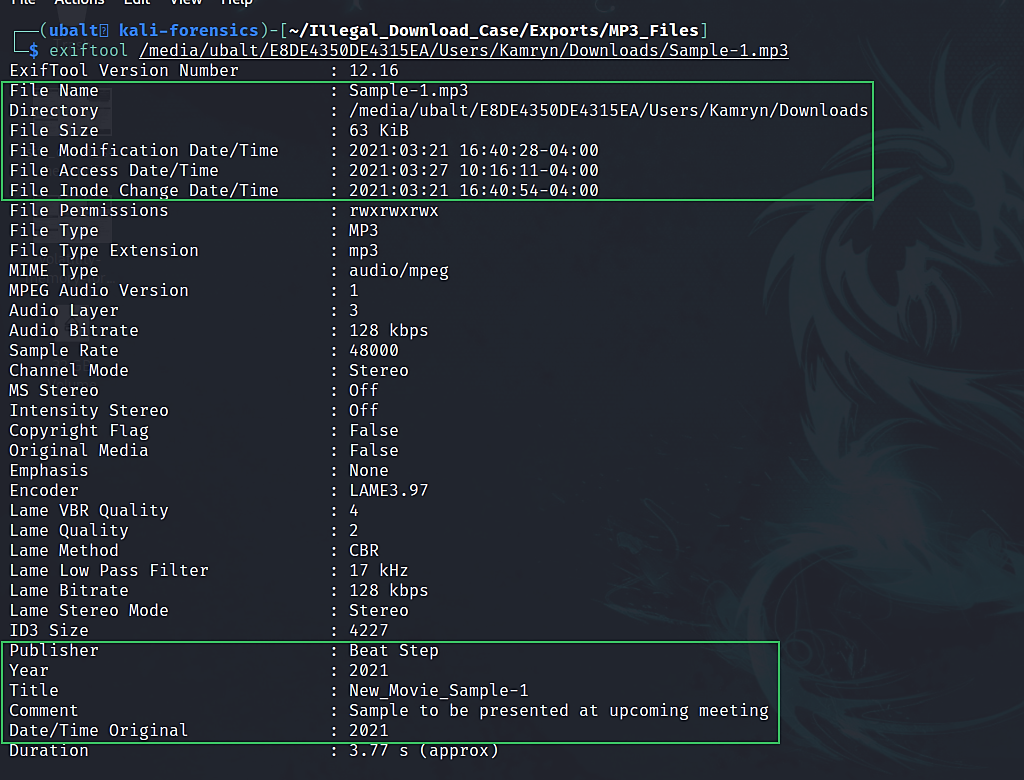 File Actions Edit View Help
(ubalt kali-forensics)-[~/Illegal_Download_Case/Exports/MP3_Files]
$ exiftool /media/ubalt/E8DE4350DE4315EA/Users/Kamryn/Downloads/Sample-1.mp3
ExifTool Version Number : 12.16
File Name : Sample-1.mp3
Directory : /media/ubalt/E8DE4350DE4315EA/Users/Kamryn/Downloads
File Size : 63 KiB
File Modification Date/Time : 2021:03:21 16:40:28-04:00
File Access Date/Time : 2021:03:27 10:16:11-04:00
File Inode Change Date/Time : 2021:03:21 16:40:54-04:00
File Permissions : rwxrwxrwx
File Type : MP3
File Type Extension : mp3
MIME Type : audio/mpeg
MPEG Audio Version : 1
Audio Layer : 3
Audio Bitrate : 128 kbps
Sample Rate : 48000
Channel Mode : Stereo
MS Stereo : Off
Intensity Stereo : Off
Copyright Flag : False
Original Media : False
Emphasis : None
Encoder : LAME3.97
Lame VBR Quality : 4
Lame Quality : 2
Lame Method : CBR
Lame Low Pass Filter : 17 kHz
Lame Bitrate : 128 kbps
Lame Stereo Mode : Stereo
ID3 Size : 4227
Publisher : Beat Step
Year : 2021
Title : New_Movie_Sample-1
Comment : Sample to be presented at upcoming meeting
Date/Time Original : 2021
Duration : 3.77 s (approx)